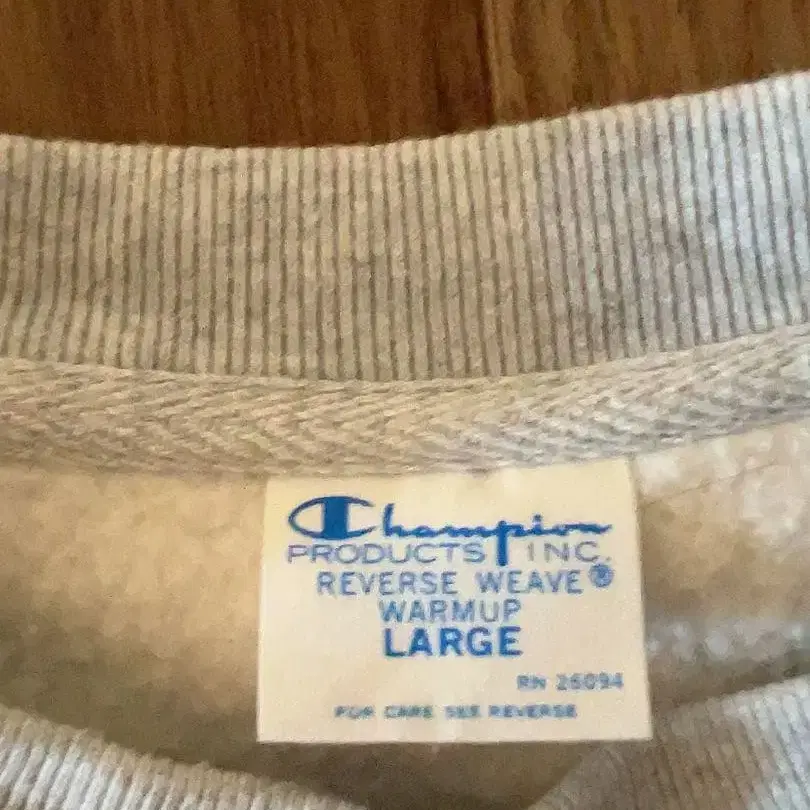 Champion
PRODUCTS INC.
REVERSE WEAVE®
WARMUP
LARGE
RN 26094
FOR CARE SEE REVERSE